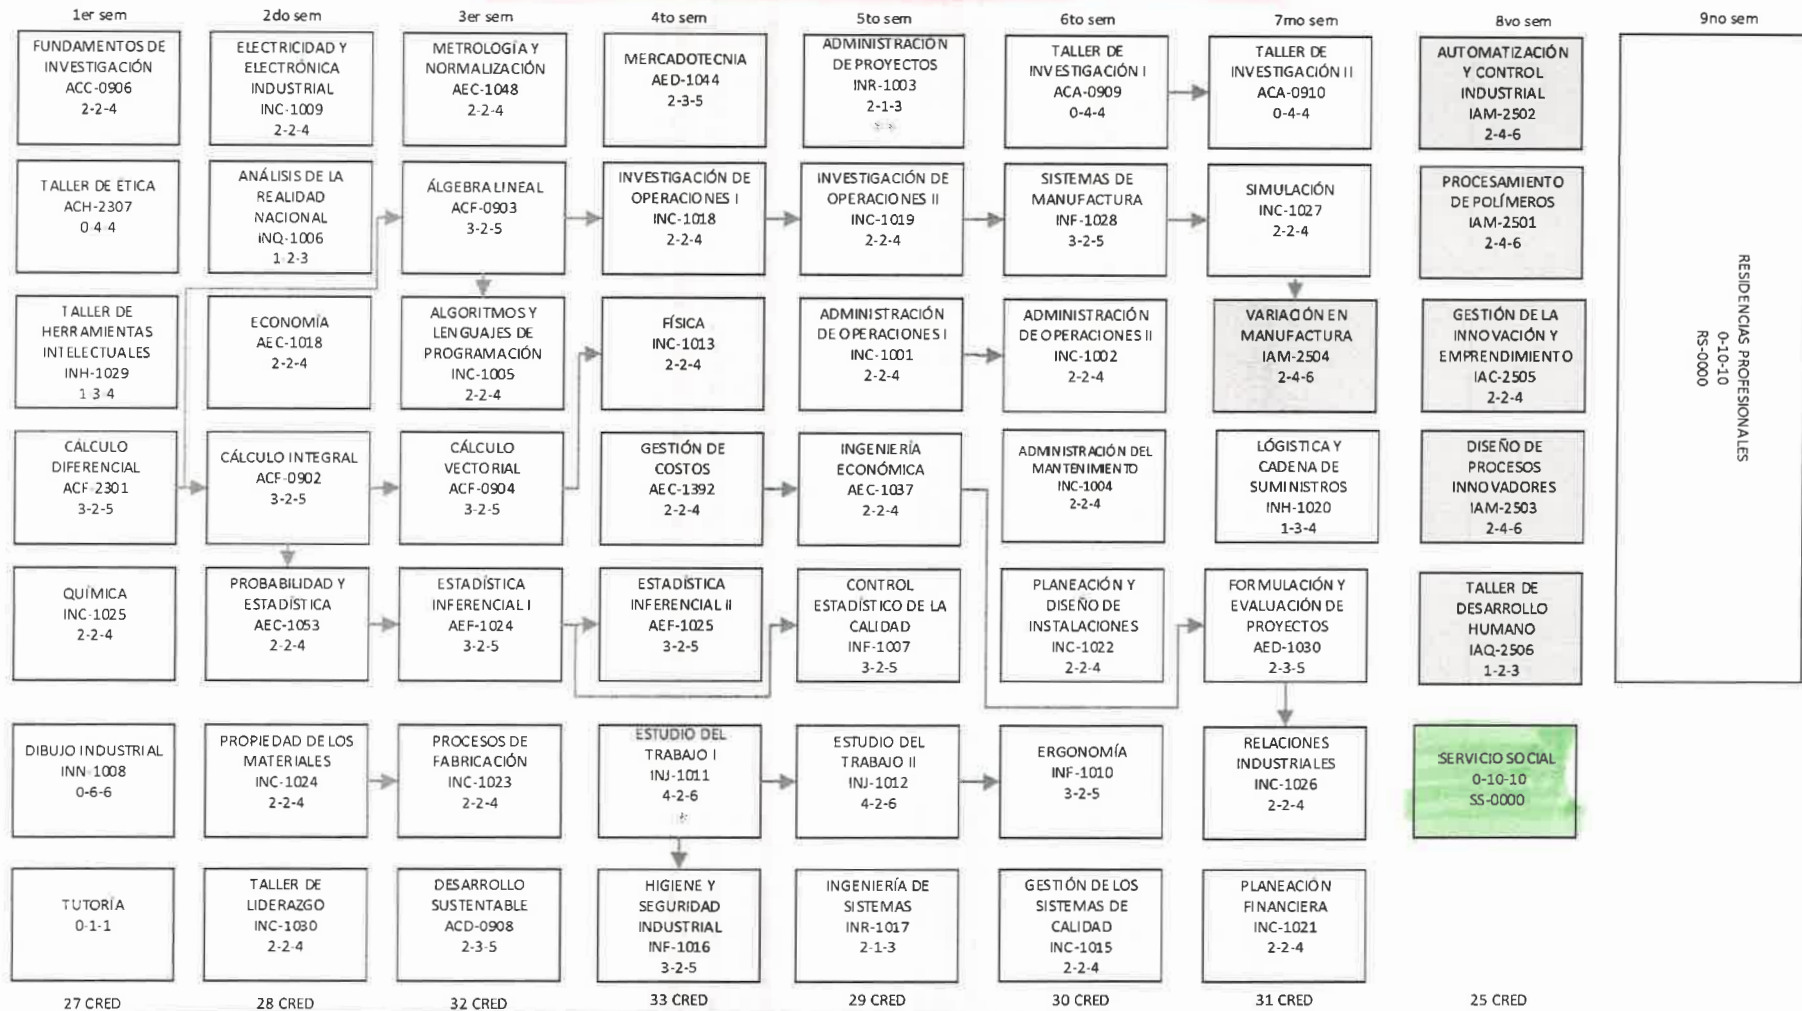 1er sem
2do sem
3er sem
4to sem
5to sem
6to sem
7mo sem
8vo sem
9no sem
FUNDAMENTOS DE
INVESTIGACIÓN
ACC-0906
2-2-4
ELECTRICIDAD Y
ELECTRÓNICA
INDUSTRIAL
INC-1009
2-2-4
METROLOGÍA Y
NORMALIZACIÓN
AEC-1048
2-2-4
MERCADOTECNIA
AED-1044
2-3-5
ADMINISTRACIÓN
DE PROYECTOS
INR-1003
2-1-3
TALLER DE
INVESTIGACIÓN I
ACA-0909
0-4-4
TALLER DE
INVESTIGACIÓN II
ACA-0910
0-4-4
AUTOMATIZACIÓN
Y CONTROL
INDUSTRIAL
IAM-2502
2-4-6
TALLER DE ÉTICA
ACH-2307
0-4-4
ANÁLISIS DE LA
REALIDAD
NACIONAL
INQ-1006
1-2-3
ÁLGEBRA LINEAL
ACF-0903
3-2-5
INVESTIGACIÓN DE
OPERACIONES I
INC-1018
2-2-4
INVESTIGACIÓN DE
OPERACIONES II
INC-1019
2-2-4
SISTEMAS DE
MANUFACTURA
INF-1028
3-2-5
SIMULACIÓN
INC-1027
2-2-4
PROCESAMIENTO
DE POLÍMEROS
IAM-2501
2-4-6
TALLER DE
HERRAMIENTAS
INTELECTUALES
INH-1029
1-3-4
ECONOMÍA
AEC-1018
2-2-4
ALGORITMOS Y
LENGUAJES DE
PROGRAMACIÓN
INC-1005
2-2-4
FÍSICA
INC-1013
2-2-4
ADMINISTRACIÓN
DE OPERACIONES I
INC-1001
2-2-4
ADMINISTRACIÓN
DE OPERACIONES II
INC-1002
2-2-4
VARIACIÓN EN
MANUFACTURA
IAM-2504
2-4-6
GESTIÓN DE LA
INNOVACIÓN Y
EMPRENDIMIENTO
IAC-2505
2-2-4
CÁLCULO
DIFERENCIAL
ACF-2301
3-2-5
CÁLCULO INTEGRAL
ACF-0902
3-2-5
CÁLCULO
VECTORIAL
ACF-0904
3-2-5
GESTIÓN DE
COSTOS
AEC-1392
2-2-4
INGENIERÍA
ECONÓMICA
AEC-1037
2-2-4
ADMINISTRACIÓN DEL
MANTENIMIENTO
INC-1004
2-2-4
LÓGISTICA Y
CADENA DE
SUMINISTROS
INH-1020
1-3-4
DISEÑO DE
PROCESOS
INNOVADORES
IAM-2503
2-4-6
QUÍMICA
INC-1025
2-2-4
PROBABILIDAD Y
ESTADÍSTICA
AEC-1053
2-2-4
ESTADÍSTICA
INFERENCIAL I
AEF-1024
3-2-5
ESTADÍSTICA
INFERENCIAL II
AEF-1025
3-2-5
CONTROL
ESTADÍSTICO DE LA
CALIDAD
INF-1007
3-2-5
PLANEACIÓN Y
DISEÑO DE
INSTALACIONES
INC-1022
2-2-4
FORMULACIÓN Y
EVALUACIÓN DE
PROYECTOS
AED-1030
2-3-5
TALLER DE
DESARROLLO
HUMANO
IAQ-2506
1-2-3
RESIDENCIAS PROFESIONALES
0-10-10
RS-0000
DIBUJO INDUSTRIAL
INN-1008
0-6-6
PROPIEDAD DE LOS
MATERIALES
INC-1024
2-2-4
PROCESOS DE
FABRICACIÓN
INC-1023
2-2-4
ESTUDIO DEL
TRABAJO I
INJ-1011
4-2-6
ESTUDIO DEL
TRABAJO II
INJ-1012
4-2-6
ERGONOMÍA
INF-1010
3-2-5
RELACIONES
INDUSTRIALES
INC-1026
2-2-4
SERVICIO SOCIAL
0-10-10
SS-0000
TUTORÍA
0-1-1
TALLER DE
LIDERAZGO
INC-1030
2-2-4
DESARROLLO
SUSTENTABLE
ACD-0908
2-3-5
HIGIENE Y
SEGURIDAD
INDUSTRIAL
INF-1016
3-2-5
INGENIERÍA DE
SISTEMAS
INR-1017
2-1-3
GESTIÓN DE LOS
SISTEMAS DE
CALIDAD
INC-1015
2-2-4
PLANEACIÓN
FINANCIERA
INC-1021
2-2-4
27 CRED
28 CRED
32 CRED
33 CRED
29 CRED
30 CRED
31 CRED
25 CRED